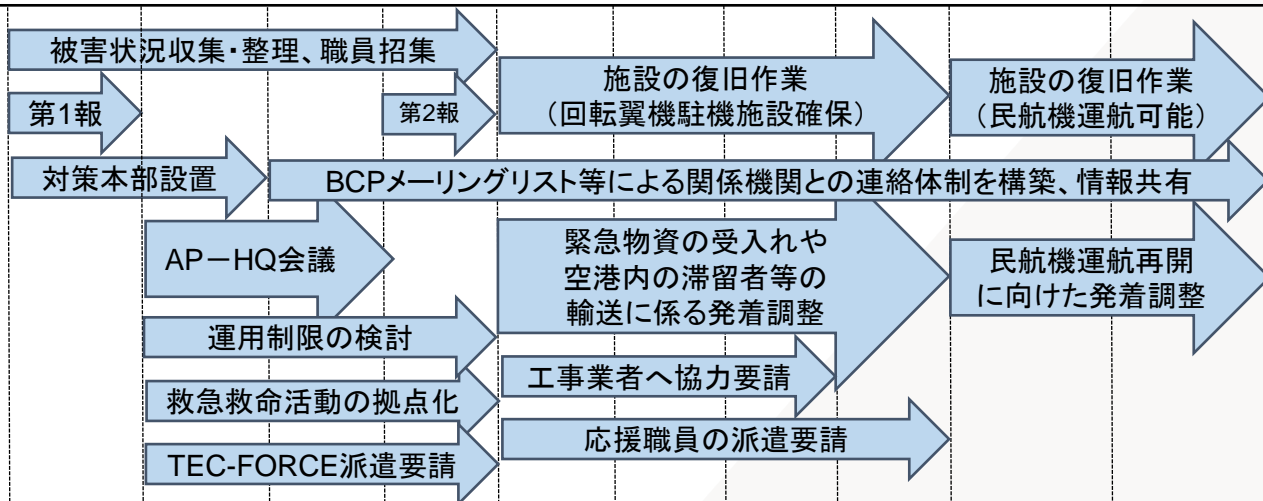 被害状況収集・整理、職員招集
施設の復旧作業
（回転翼機駐機施設確保）
施設の復旧作業
（民航機運航可能）
第1報
第2報
対策本部設置
BCPメーリングリスト等による関係機関との連絡体制を構築、情報共有
AP－HQ会議
緊急物資の受入れや
空港内の滞留者等の
輸送に係る発着調整
民航機運航再開
に向けた発着調整
運用制限の検討
工事業者へ協力要請
救急救命活動の拠点化
応援職員の派遣要請
TEC-FORCE派遣要請